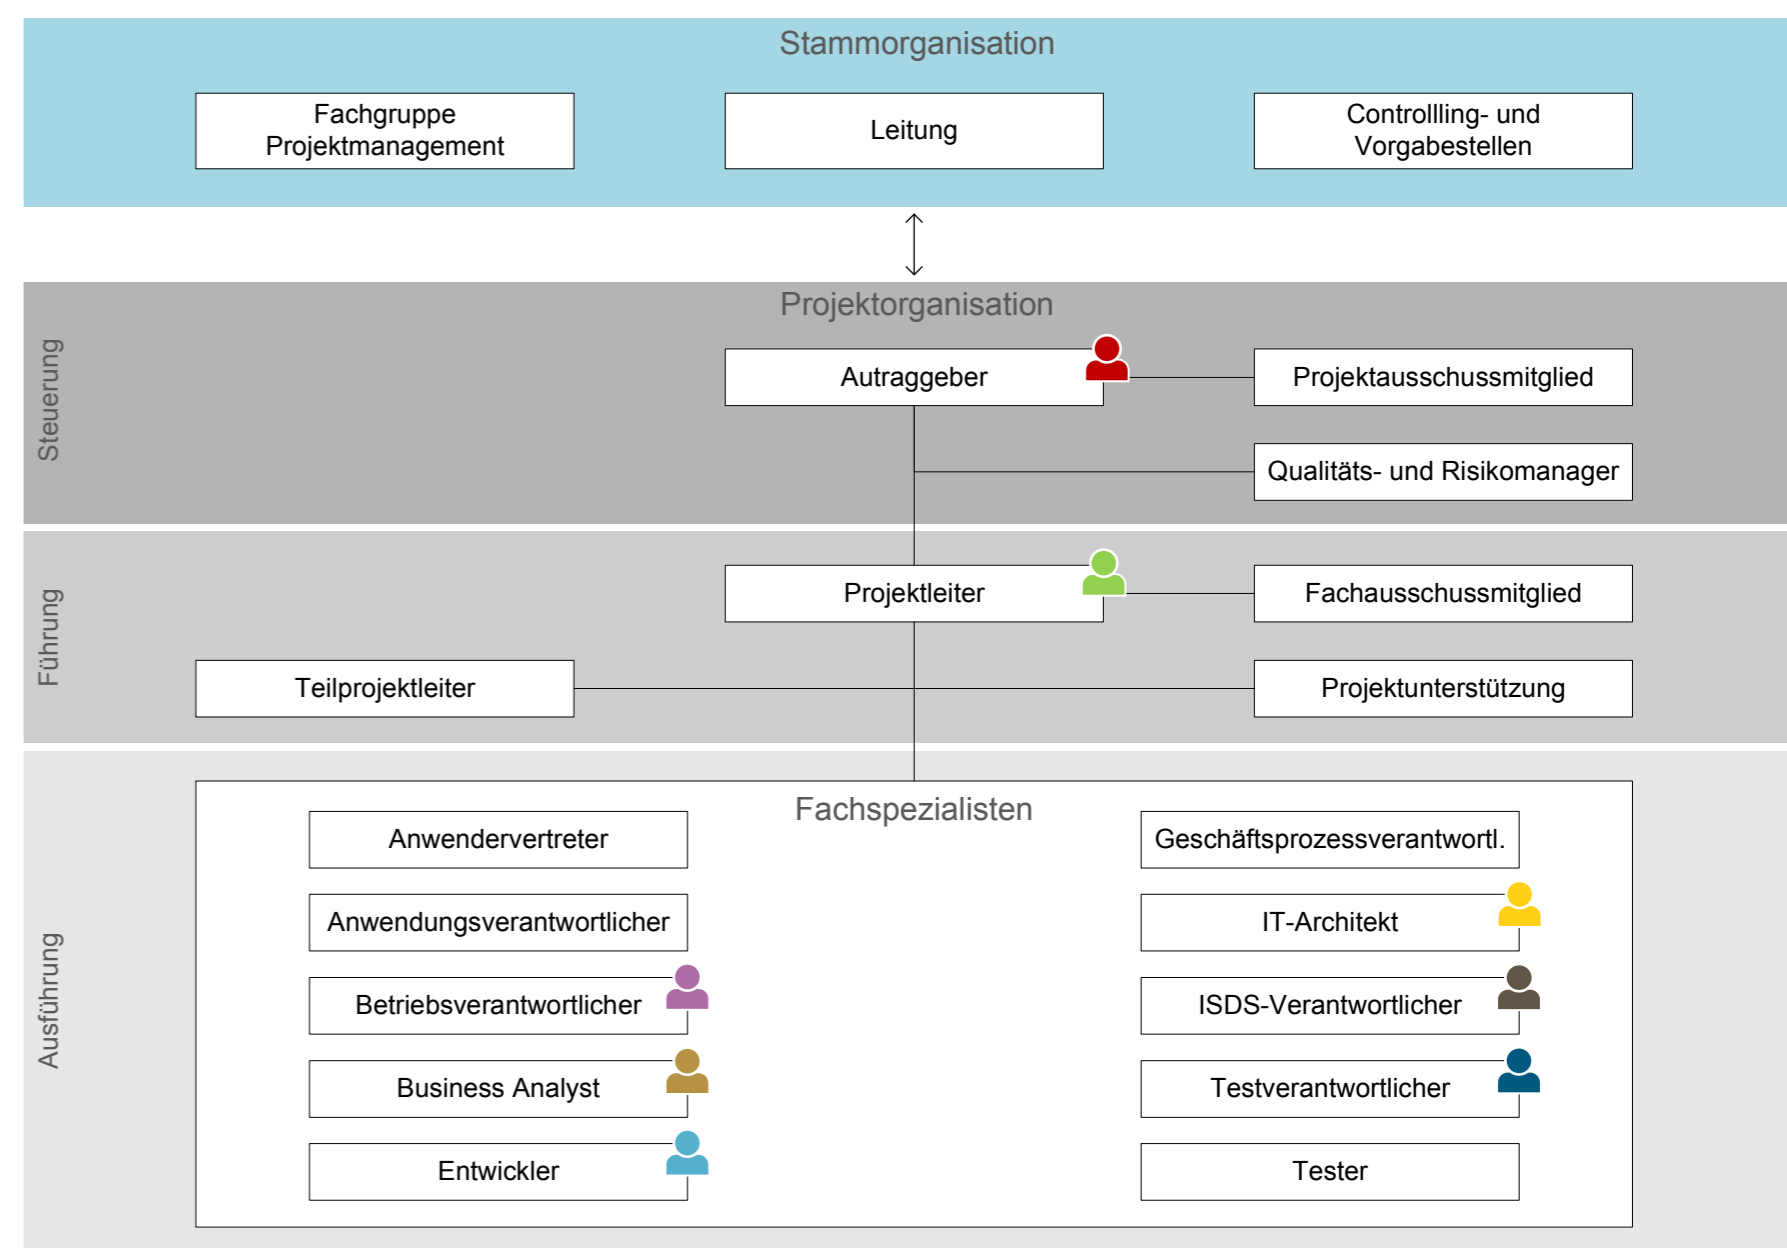 Stammorganisation
Fachgruppe
Projektmanagement
Leitung
Controllling- und
Vorgabestellen
Projektorganisation
Steuerung
Autraggeber
Projektausschussmitglied
Qualitäts- und Risikomanager
Führung
Projektleiter
Fachausschussmitglied
Teilprojektleiter
Projektunterstützung
Ausführung
Fachspezialisten
Anwendervertreter
Geschäftsprozessverantwortl.
Anwendungsverantwortlicher
IT-Architekt
Betriebsverantwortlicher
ISDS-Verantwortlicher
Business Analyst
Testverantwortlicher
Entwickler
Tester